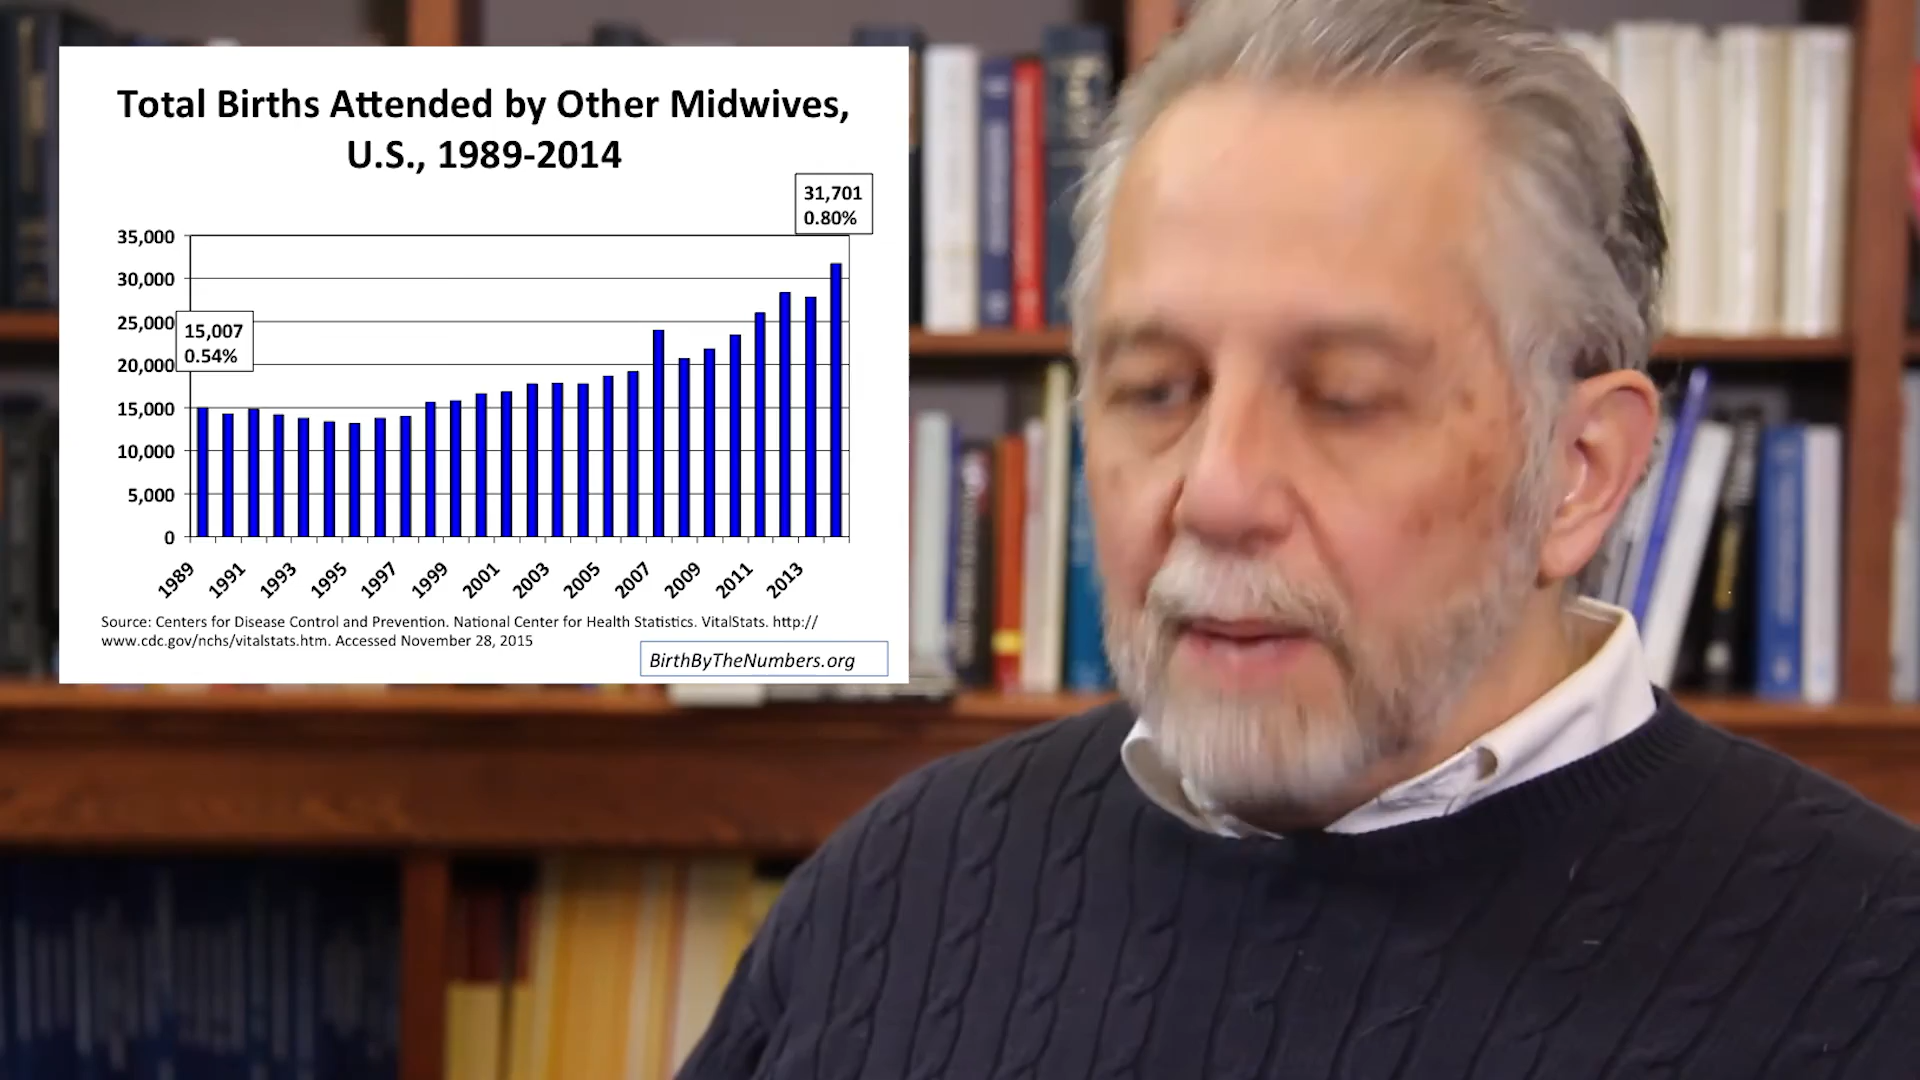 Total Births Attended by Other Midwives,
U.S., 1989-2014
31,701
0.80%
35,000
30,000
25,000
15,007
0.54%
20,000
15,000
10,000
5,000
0
1989 1991 1993 1995 1997 1999 2001 2003 2005 2007 2009 2011 2013
Source: Centers for Disease Control and Prevention. National Center for Health Statistics. VitalStats. http://
www.cdc.gov/nchs/vitalstats.htm. Accessed November 28, 2015
BirthByTheNumbers.org